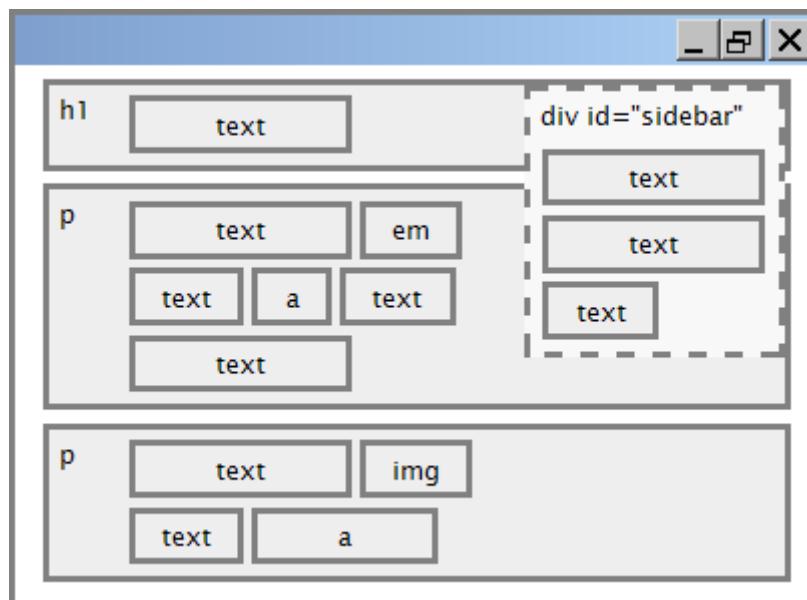 h1
text
div id="sidebar"
text
text
text
p
text em
text a text
text
p
text img
text a